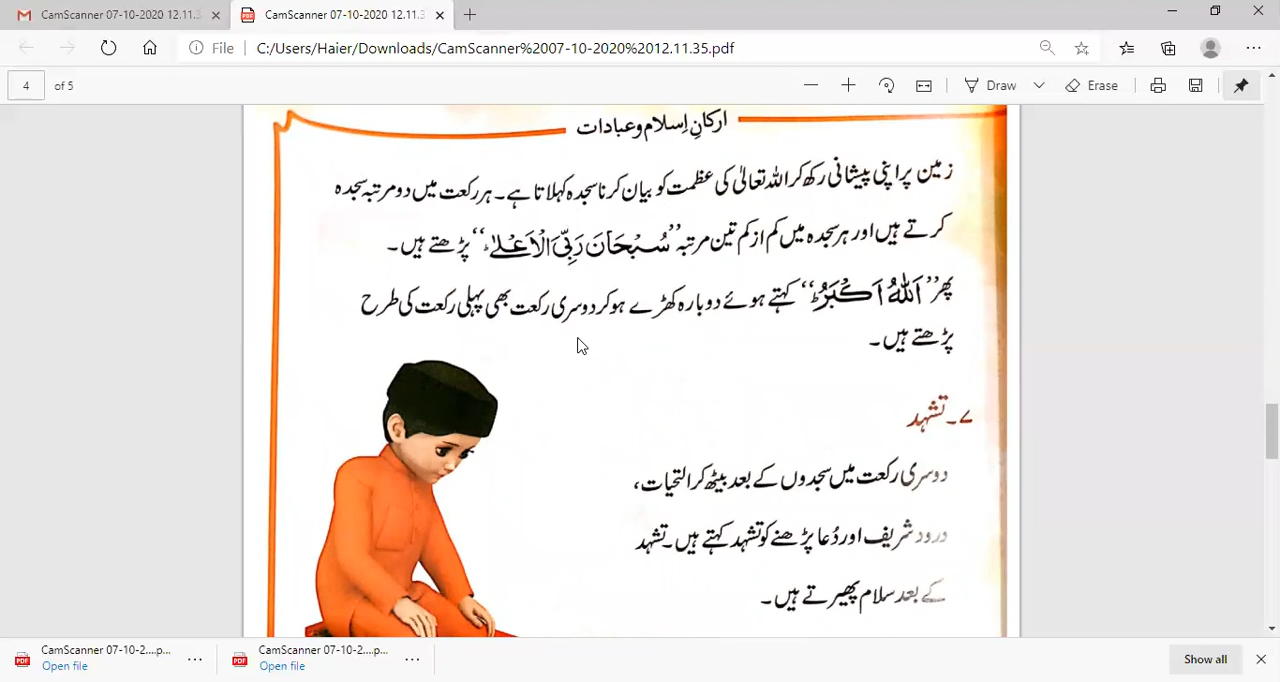 CamScanner 07-10-2020 12.11.3
CamScanner 07-10-2020 12.11.3
File
C:/Users/Haier/Downloads/CamScanner%2007-10-2020%2012.11.35.pdf
4 of 5
Draw
Erase
ارکانِ اِسلام و عبادات
زمین پر اپنی پیشانی رکھ کر اللہ تعالیٰ کی عظمت کو بیان کرنا سجدہ کہلاتا ہے۔ ہر رکعت میں دو مرتبہ سجدہ
کرتے ہیں اور ہر سجدہ میں کم از کم تین مرتبہ ”سُبْحَانَ رَبِّیَ الْاَعْلٰی“ پڑھتے ہیں۔
پھر ”اَللّٰہُ اَکْبَرُ“ کہتے ہوئے دوبارہ کھڑے ہو کر دوسری رکعت بھی پہلی رکعت کی طرح
پڑھتے ہیں۔
۷۔ تشہد
دوسری رکعت میں سجدوں کے بعد بیٹھ کر التحیات،
درود شریف اور دُعا پڑھنے کو تشہد کہتے ہیں۔ تشہد
کے بعد سلام پھیرتے ہیں۔
CamScanner 07-10-2....p...
Open file
CamScanner 07-10-2....p...
Open file
Show all